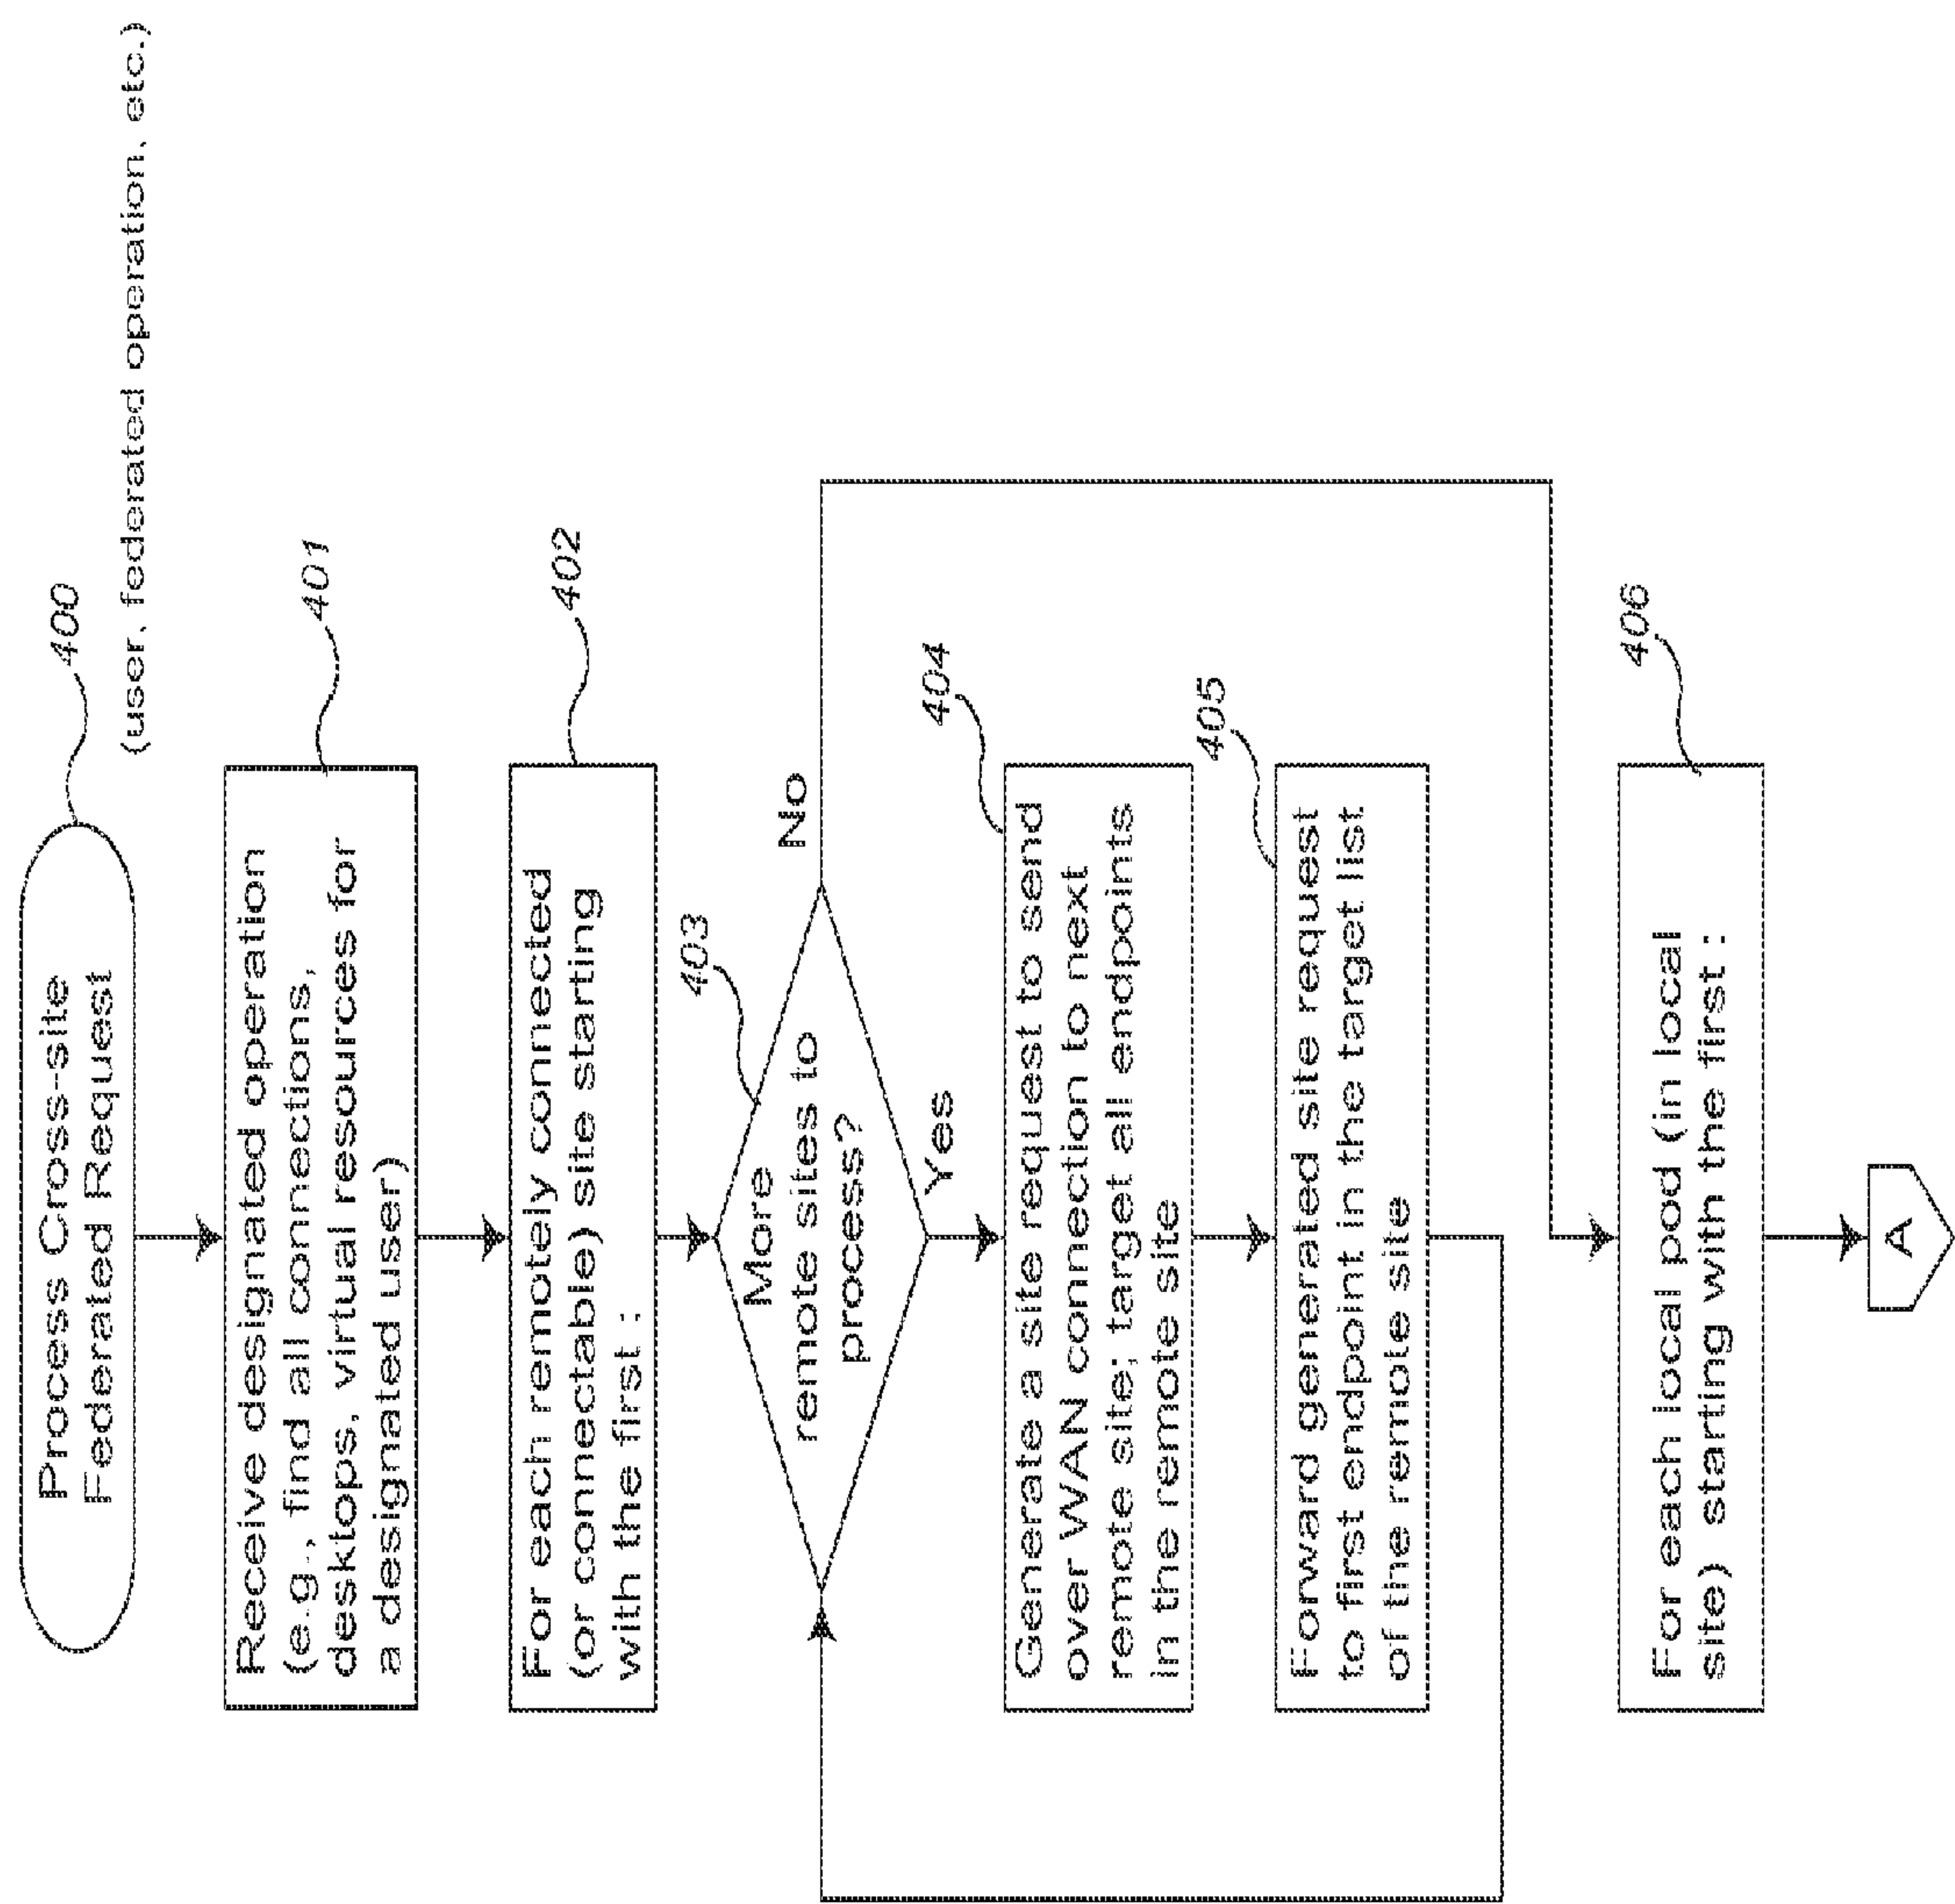 Process Cross-site
Federated Request
400
(user, federated operation, etc.)
Receive designated operation
(e.g., find all connections,
desktops, virtual resources for
a designated user)
401
For each remotely connected
(or connectable) site starting
with the first :
402
More
remote sites to
process?
403
No
Yes
Generate a site request to send
over WAN connection to next
remote site; target all endpoints
in the remote site
404
Forward generated site request
to first endpoint in the target list
of the remote site
405
For each local pod (in local
site) starting with the first :
406
A